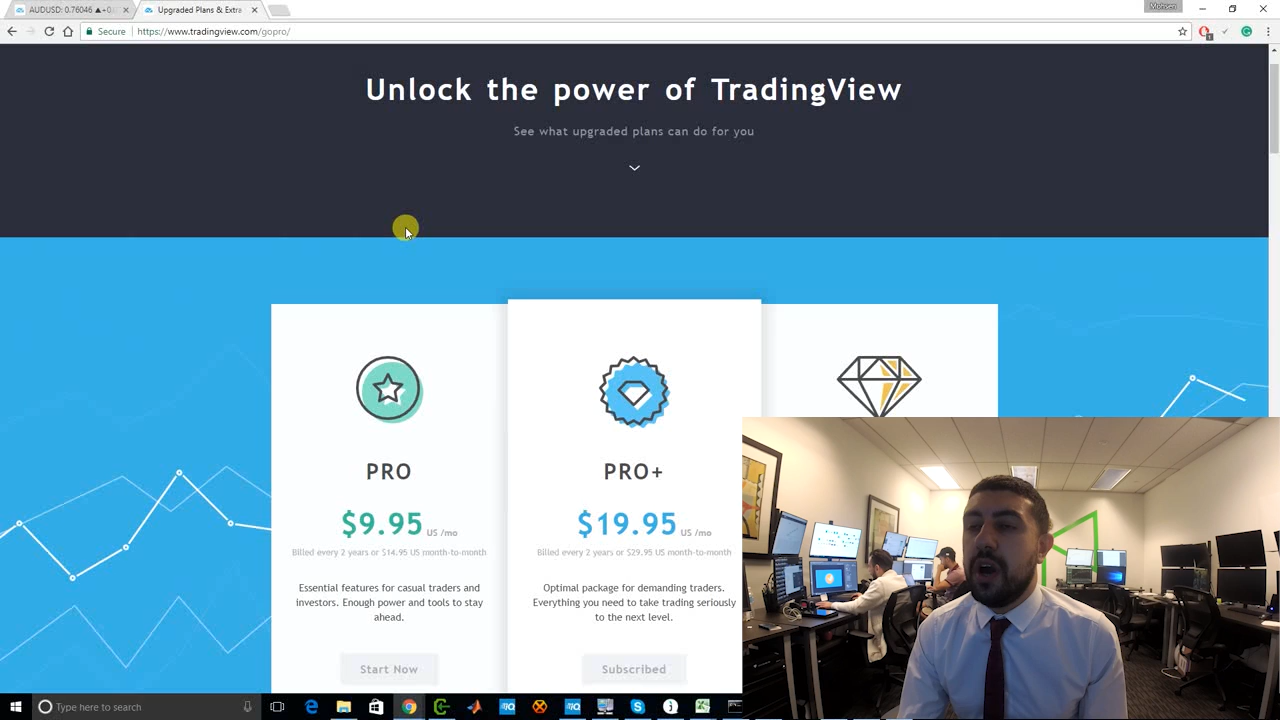 AUDUSD: 0.76046 ▲+0.
Upgraded Plans & Extra
Mohsen
Secure
https://www.tradingview.com/gopro/
Unlock the power of TradingView
See what upgraded plans can do for you
PRO
$9.95 US /mo
Billed every 2 years or $14.95 US month-to-month
Essential features for casual traders and
investors. Enough power and tools to stay
ahead.
Start Now
PRO+
$19.95 US /mo
Billed every 2 years or $29.95 US month-to-month
Optimal package for demanding traders.
Everything you need to take trading seriously
to the next level.
Subscribed
Type here to search